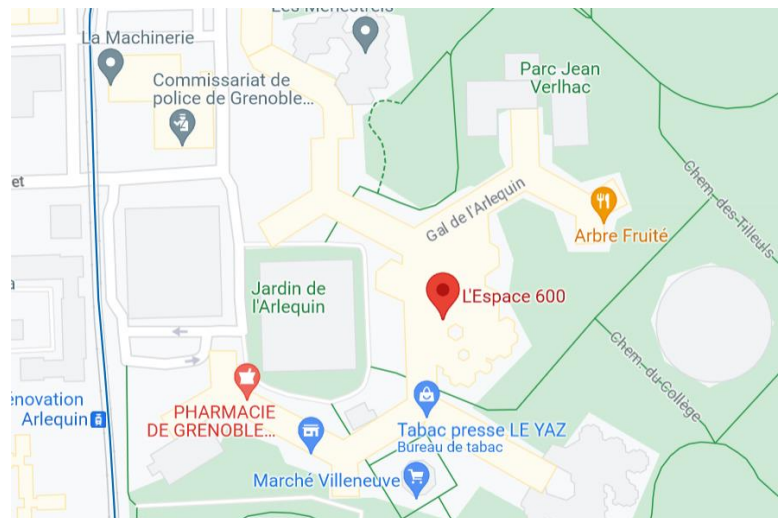 Les Ménestrels
La Machinerie
Commissariat de
police de Grenoble...
Parc Jean
Verlhac
et
Gal de l'Arlequin
Chem. des Tilleuls
Arbre Fruité
Jardin de
l'Arlequin
L'Espace 600
a
Chem. du Collège
énovation
Arlequin
PHARMACIE
DE GRENOBLE...
Tabac presse LE YAZ
Bureau de tabac
Marché Villeneuve